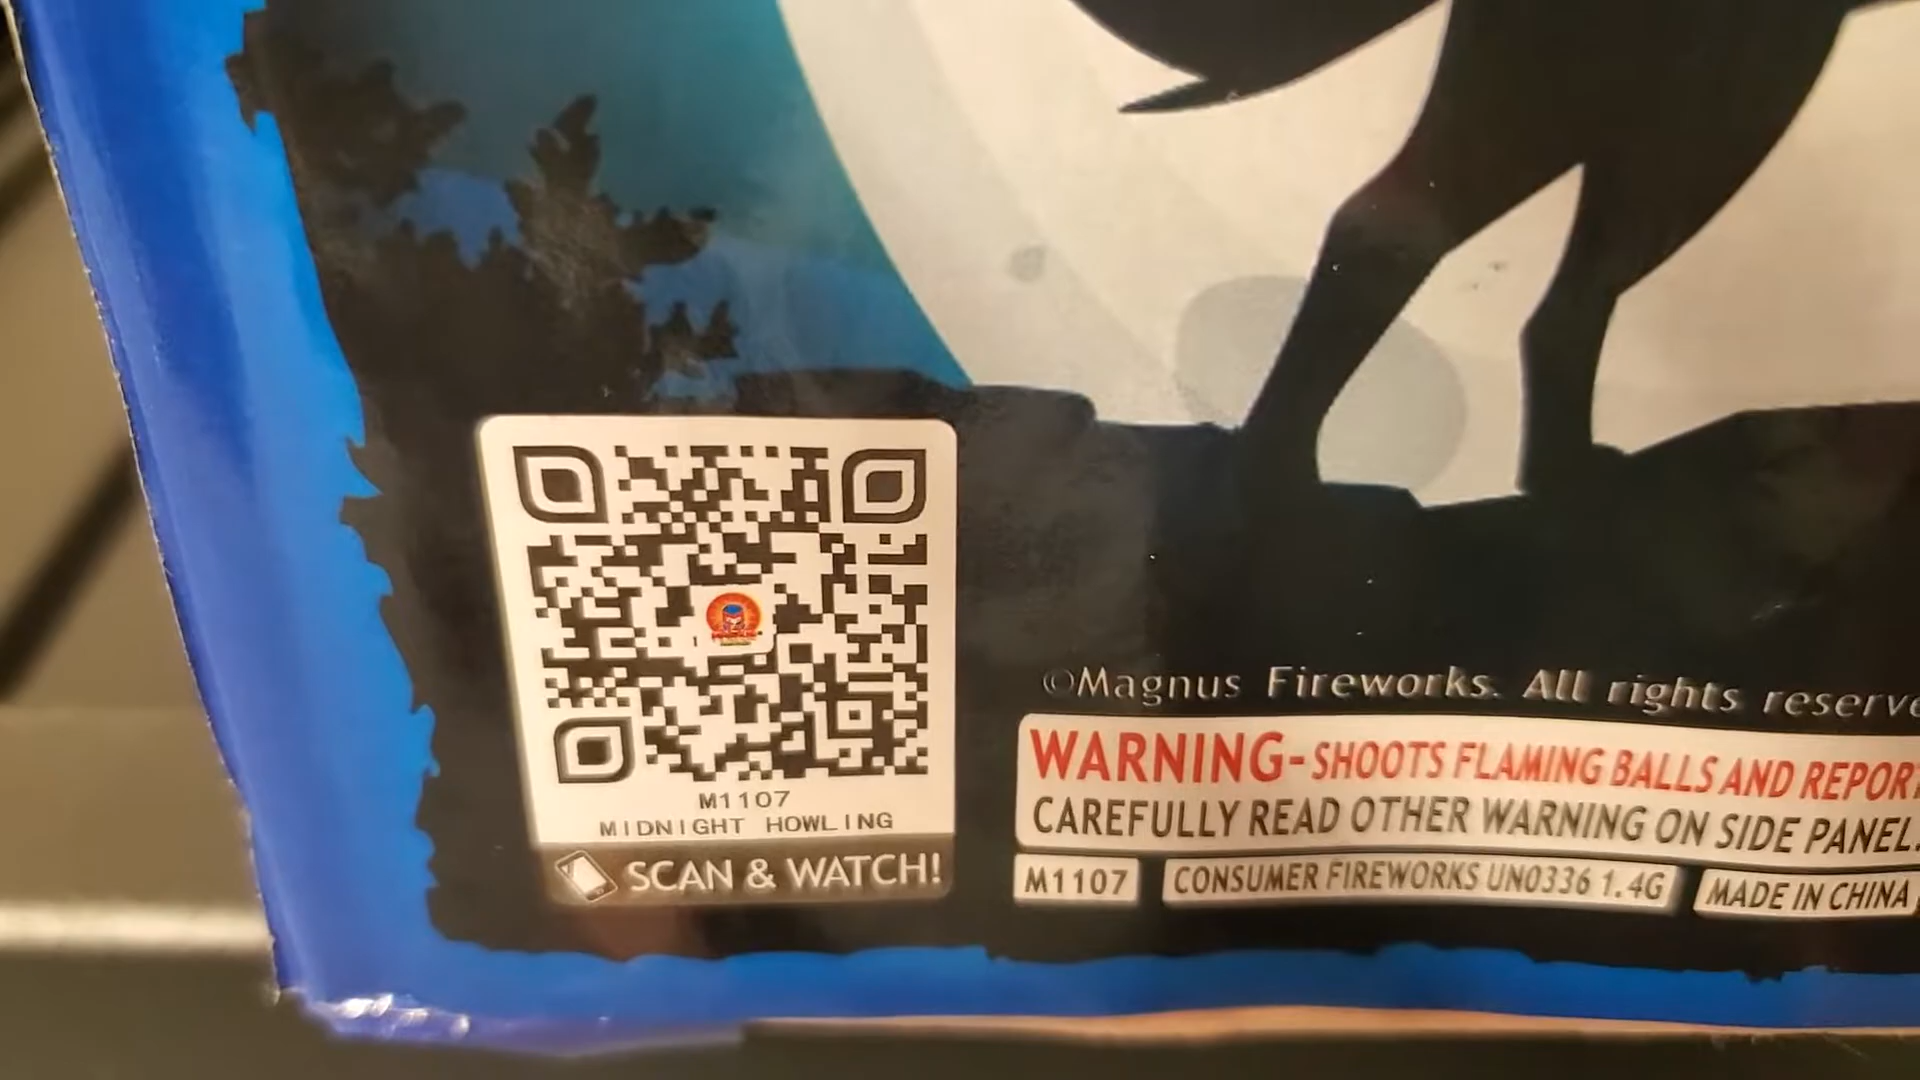 M1107
MIDNIGHT HOWLING
SCAN & WATCH!
©Magnus Fireworks. All rights reserve
WARNING-SHOOTS FLAMING BALLS AND REPORT
CAREFULLY READ OTHER WARNING ON SIDE PANEL.
M1107
CONSUMER FIREWORKS UN0336 1.4G
MADE IN CHINA